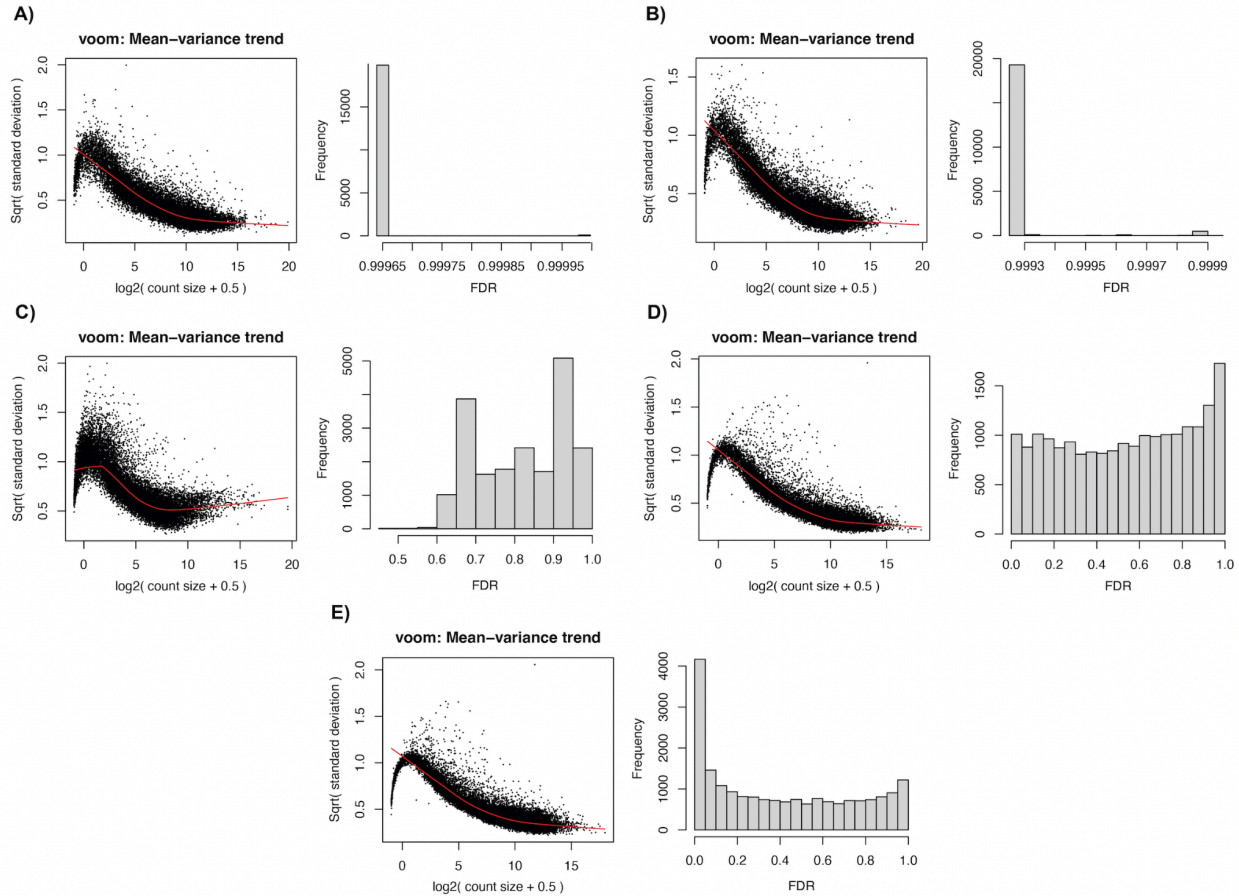 A)
voom: Mean−variance trend
Sqrt( standard deviation )
2.0
1.5
1.0
0.5
0
5
10
15
20
log2( count size + 0.5 )
Frequency
15000
5000
0
0.99965
0.99975
0.99985
0.99995
FDR
B)
voom: Mean−variance trend
Sqrt( standard deviation )
1.5
1.0
0.5
0
5
10
15
20
log2( count size + 0.5 )
Frequency
20000
10000
5000
0
0.9993
0.9995
0.9997
0.9999
FDR
C)
voom: Mean−variance trend
Sqrt( standard deviation )
2.0
1.5
1.0
0.5
0
5
10
15
20
log2( count size + 0.5 )
Frequency
5000
3000
1000
0
0.5
0.6
0.7
0.8
0.9
1.0
FDR
D)
voom: Mean−variance trend
Sqrt( standard deviation )
2.0
1.5
1.0
0.5
0
5
10
15
log2( count size + 0.5 )
Frequency
1500
1000
500
0
0.0
0.2
0.4
0.6
0.8
1.0
FDR
E)
voom: Mean−variance trend
Sqrt( standard deviation )
2.0
1.5
1.0
0.5
0
5
10
15
log2( count size + 0.5 )
Frequency
4000
3000
2000
1000
0
0.0
0.2
0.4
0.6
0.8
1.0
FDR